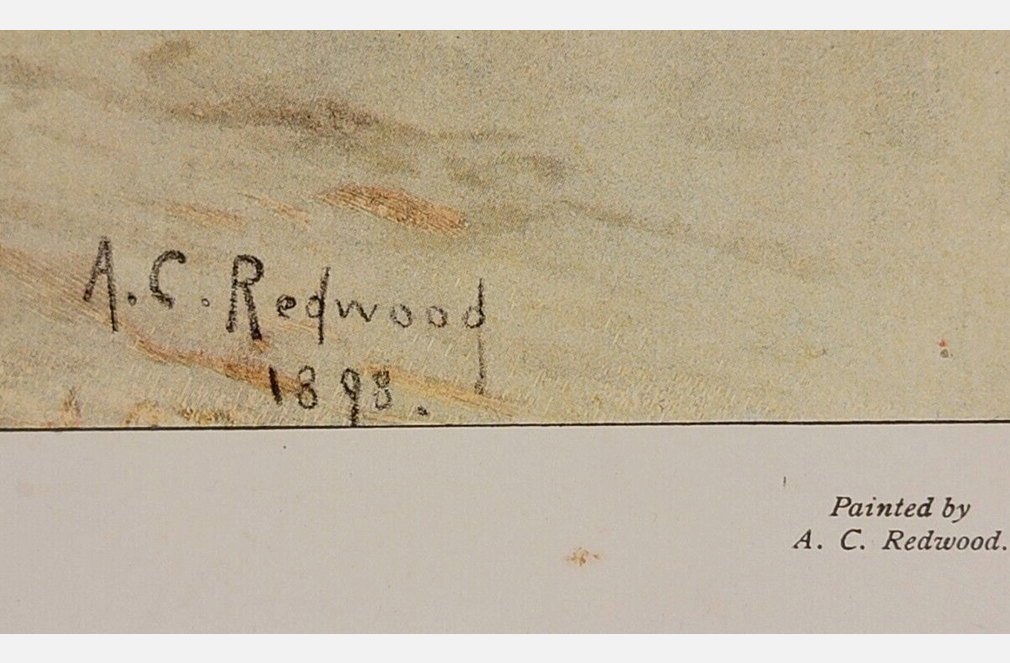 A. C. Redwood
1898.
Painted by
A. C. Redwood.